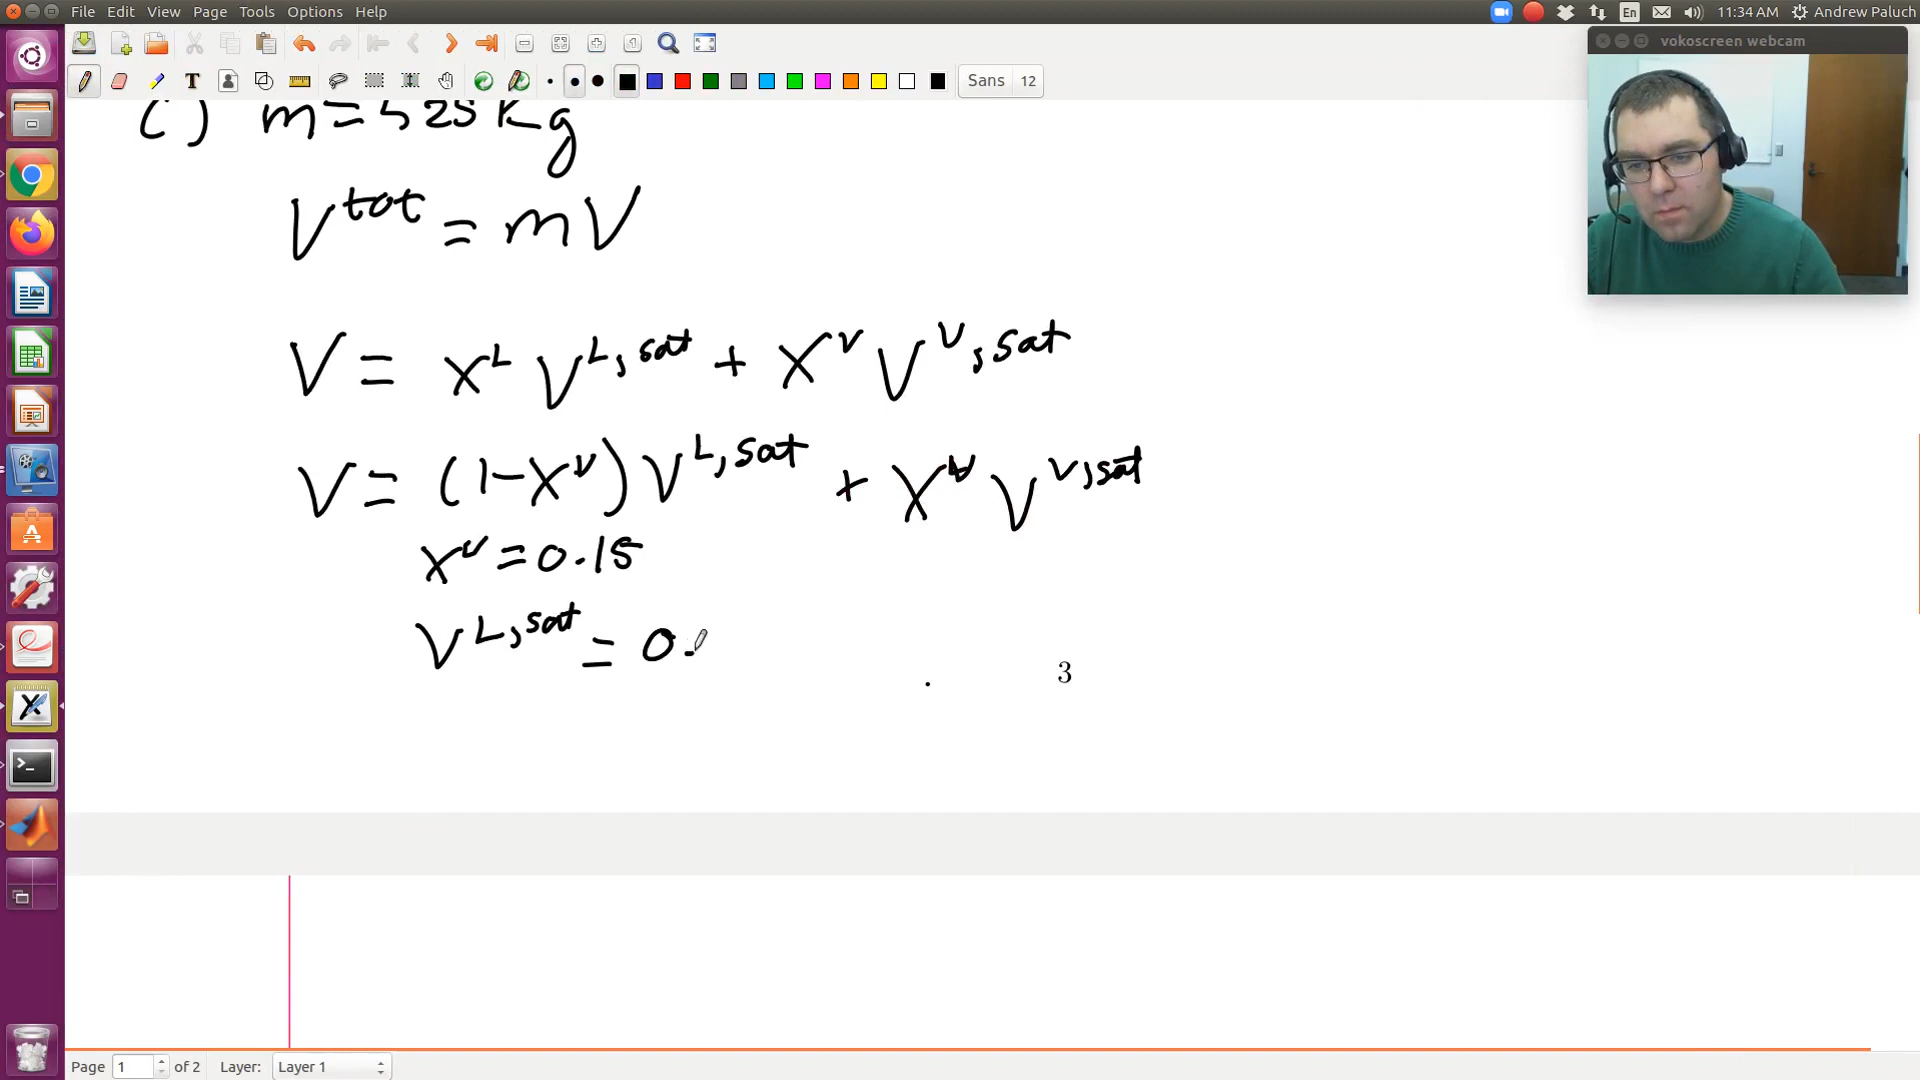 File Edit View Page Tools Options Help
En 11:34 AM Andrew Paluch
vokoscreen webcam
T Sans 12
C) m = 525 kg
V^tot = mV
V = x^L V^L,sat + x^V V^V,sat
V = (1-x^V) V^L,sat + x^V V^V,sat
x^V = 0.15
V^L,sat = 0.
3
Page 1 of 2 Layer: Layer 1